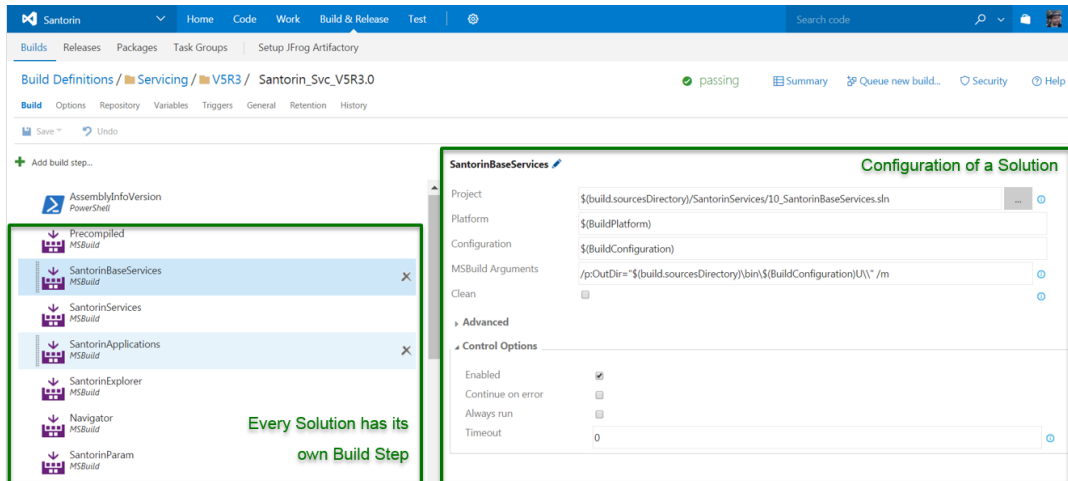 Santorin Home Code Work Build & Release Test Search code
Builds Releases Packages Task Groups Setup JFrog Artifactory
Build Definitions / Servicing / V5R3 / Santorin_Svc_V5R3.0 passing Summary Queue new build... Security Help
Build Options Repository Variables Triggers General Retention History
Save Undo
Add build step...
AssemblyInfoVersion
PowerShell
Precompiled
MSBuild
SantorinBaseServices
MSBuild
SantorinServices
MSBuild
SantorinApplications
MSBuild
SantorinExplorer
MSBuild
Navigator
MSBuild
SantorinParam
MSBuild
Every Solution has its
own Build Step
SantorinBaseServices
Configuration of a Solution
Project $(build.sourcesDirectory)/SantorinServices/10_SantorinBaseServices.sln ...
Platform $(BuildPlatform)
Configuration $(BuildConfiguration)
MSBuild Arguments /p:OutDir="$(build.sourcesDirectory)\bin\$(BuildConfiguration)U\\" /m
Clean
Advanced
Control Options
Enabled
Continue on error
Always run
Timeout 0